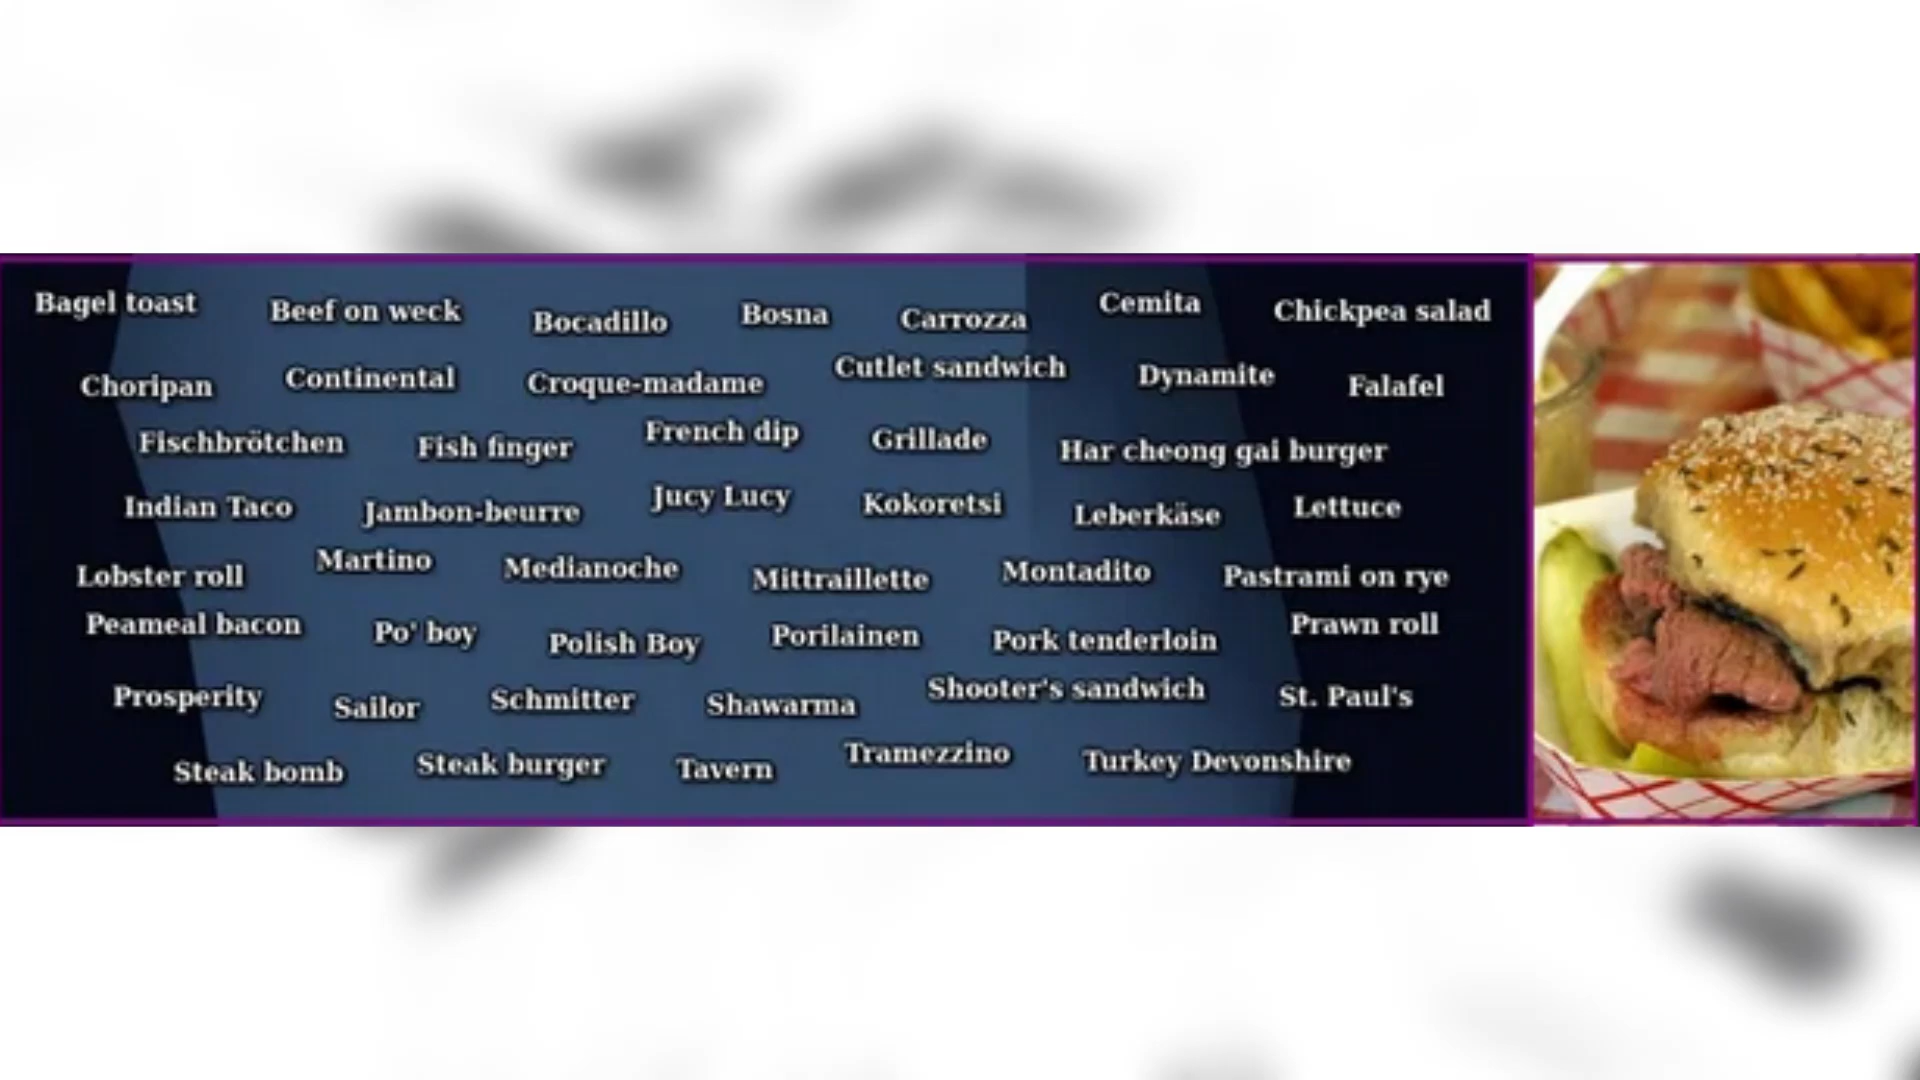 Bagel toast Beef on weck Bocadillo Bosna Carrozza Cemita Chickpea salad
Choripan Continental Croque-madame Cutlet sandwich Dynamite Falafel
Fischbrötchen Fish finger French dip Grillade Har cheong gai burger
Indian Taco Jambon-beurre Jucy Lucy Kokoretsi Leberkäse Lettuce
Lobster roll Martino Medianoche Mittraillette Montadito Pastrami on rye
Peameal bacon Po' boy Polish Boy Porilainen Pork tenderloin Prawn roll
Prosperity Sailor Schmitter Shawarma Shooter's sandwich St. Paul's
Steak bomb Steak burger Tavern Tramezzino Turkey Devonshire